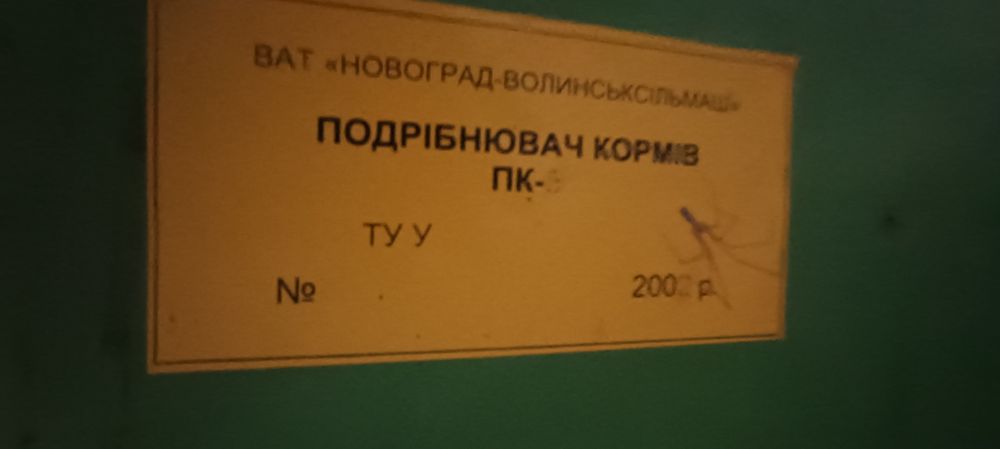 ВАТ «НОВОГРАД-ВОЛИНСЬКСІЛЬМАШ»
ПОДРІБНЮВАЧ КОРМІВ
ПК-
ТУ У
№
р.